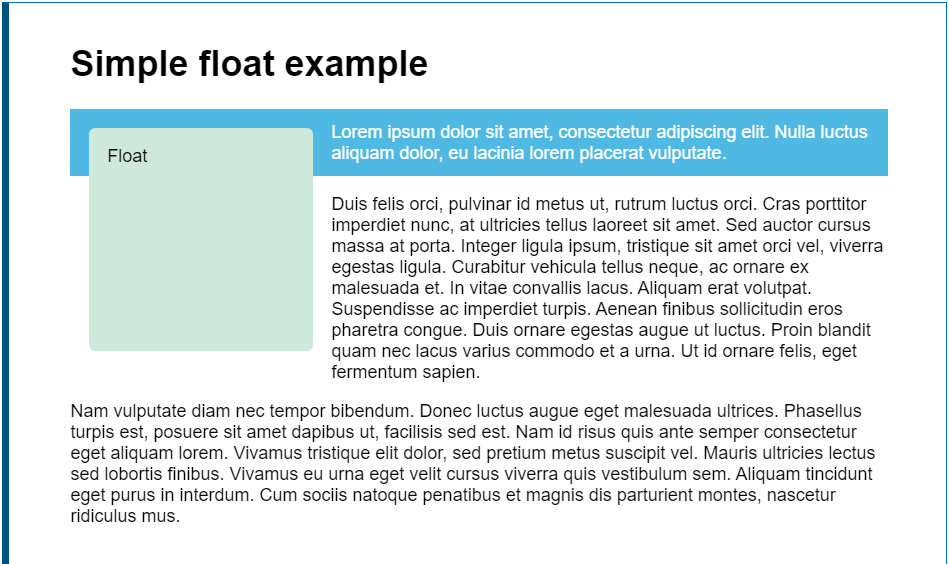 Simple float example
Float
Lorem ipsum dolor sit amet, consectetur adipiscing elit. Nulla luctus
aliquam dolor, eu lacinia lorem placerat vulputate.
Duis felis orci, pulvinar id metus ut, rutrum luctus orci. Cras porttitor
imperdiet nunc, at ultricies tellus laoreet sit amet. Sed auctor cursus
massa at porta. Integer ligula ipsum, tristique sit amet orci vel, viverra
egestas ligula. Curabitur vehicula tellus neque, ac ornare ex
malesuada et. In vitae convallis lacus. Aliquam erat volutpat.
Suspendisse ac imperdiet turpis. Aenean finibus sollicitudin eros
pharetra congue. Duis ornare egestas augue ut luctus. Proin blandit
quam nec lacus varius commodo et a urna. Ut id ornare felis, eget
fermentum sapien.
Nam vulputate diam nec tempor bibendum. Donec luctus augue eget malesuada ultrices. Phasellus
turpis est, posuere sit amet dapibus ut, facilisis sed est. Nam id risus quis ante semper consectetur
eget aliquam lorem. Vivamus tristique elit dolor, sed pretium metus suscipit vel. Mauris ultricies lectus
sed lobortis finibus. Vivamus eu urna eget velit cursus viverra quis vestibulum sem. Aliquam tincidunt
eget purus in interdum. Cum sociis natoque penatibus et magnis dis parturient montes, nascetur
ridiculus mus.